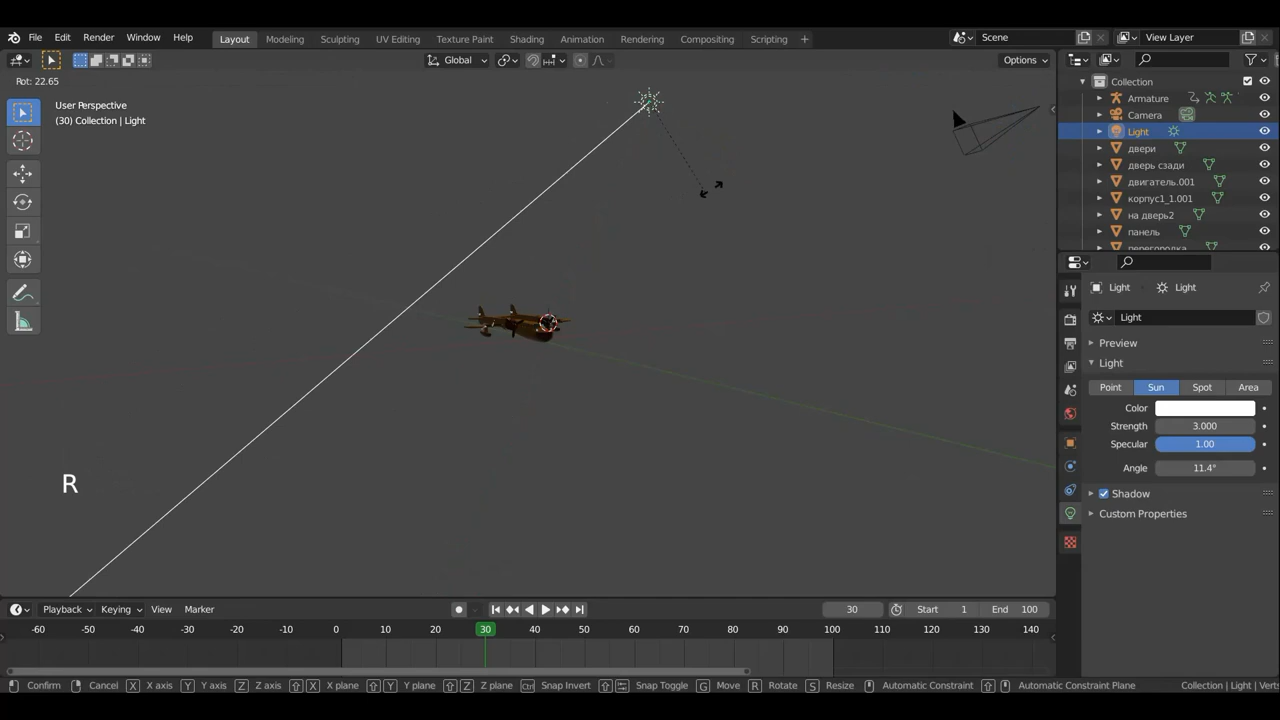 File Edit Render Window Help Layout Modeling Sculpting UV Editing Texture Paint Shading Animation Rendering Compositing Scripting + Scene View Layer
Global Options
Rot: 22.65
User Perspective
(30) Collection | Light
Collection
Armature
Camera
Light
двери
дверь сзади
двигатель.001
корпус1_1.001
на дверь2
панель
перегородка
Light Light
Light
Preview
Light
Point Sun Spot Area
Color
Strength 3.000
Specular 1.00
Angle 11.4°
Shadow
Custom Properties
R
Playback Keying View Marker 30 Start 1 End 100
-60 -50 -40 -30 -20 -10 0 10 20 30 40 50 60 70 80 90 100 110 120 130 140
Confirm Cancel X X axis Y Y axis Z Z axis X X plane Y Y plane Z Z plane Ctrl Snap Invert Snap Toggle G Move R Rotate S Resize Automatic Constraint Automatic Constraint Plane Collection | Light | Verts